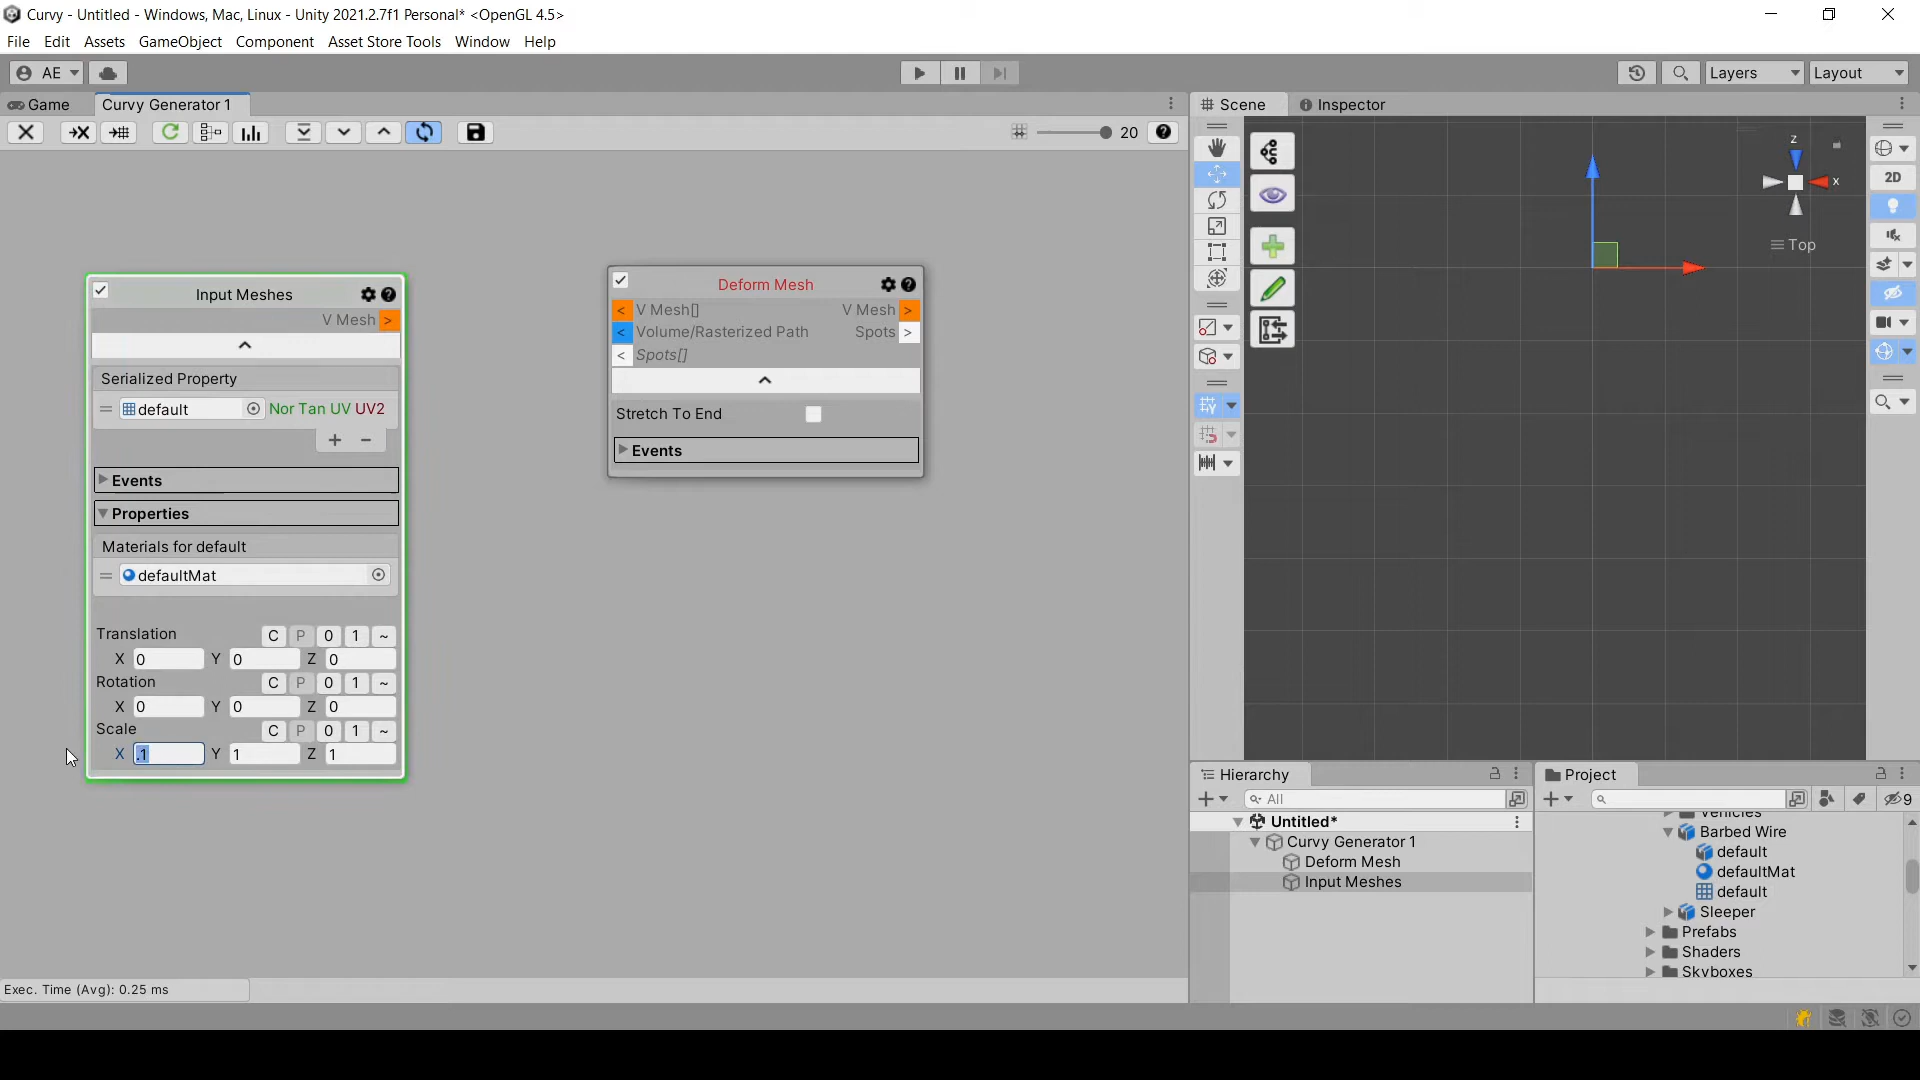 Curvy - Untitled - Windows, Mac, Linux - Unity 2021.2.7f1 Personal* <OpenGL 4.5>
File Edit Assets GameObject Component Asset Store Tools Window Help
AE Layers Layout
Game Curvy Generator 1 Scene Inspector
20
z
x
2D
Top
Input Meshes
V Mesh >
Serialized Property
default Nor Tan UV UV2
+ -
Events
Properties
Materials for default
defaultMat
Translation C P 0 1 ~
X 0 Y 0 Z 0
Rotation C P 0 1 ~
X 0 Y 0 Z 0
Scale C P 0 1 ~
X .1 Y 1 Z 1
Deform Mesh
< V Mesh[] V Mesh >
< Volume/Rasterized Path Spots >
< Spots[]
Stretch To End
Events
Hierarchy
All
Untitled*
Curvy Generator 1
Deform Mesh
Input Meshes
Project
9
Vehicles
Barbed Wire
default
defaultMat
default
Sleeper
Prefabs
Shaders
Skyboxes
Exec. Time (Avg): 0.25 ms